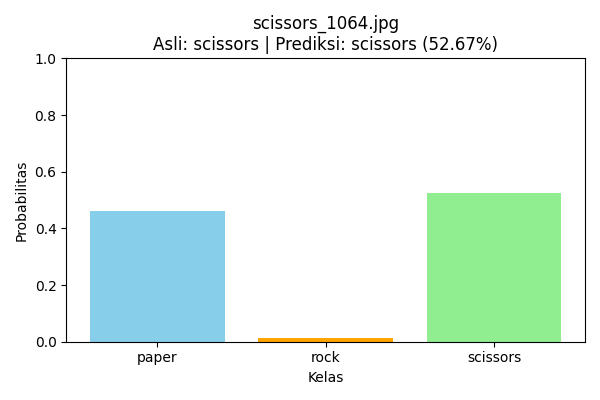 scissors_1064.jpg
Asli: scissors | Prediksi: scissors (52.67%)
1.0
0.8
0.6
0.4
0.2
0.0
Probabilitas
paper
rock
scissors
Kelas